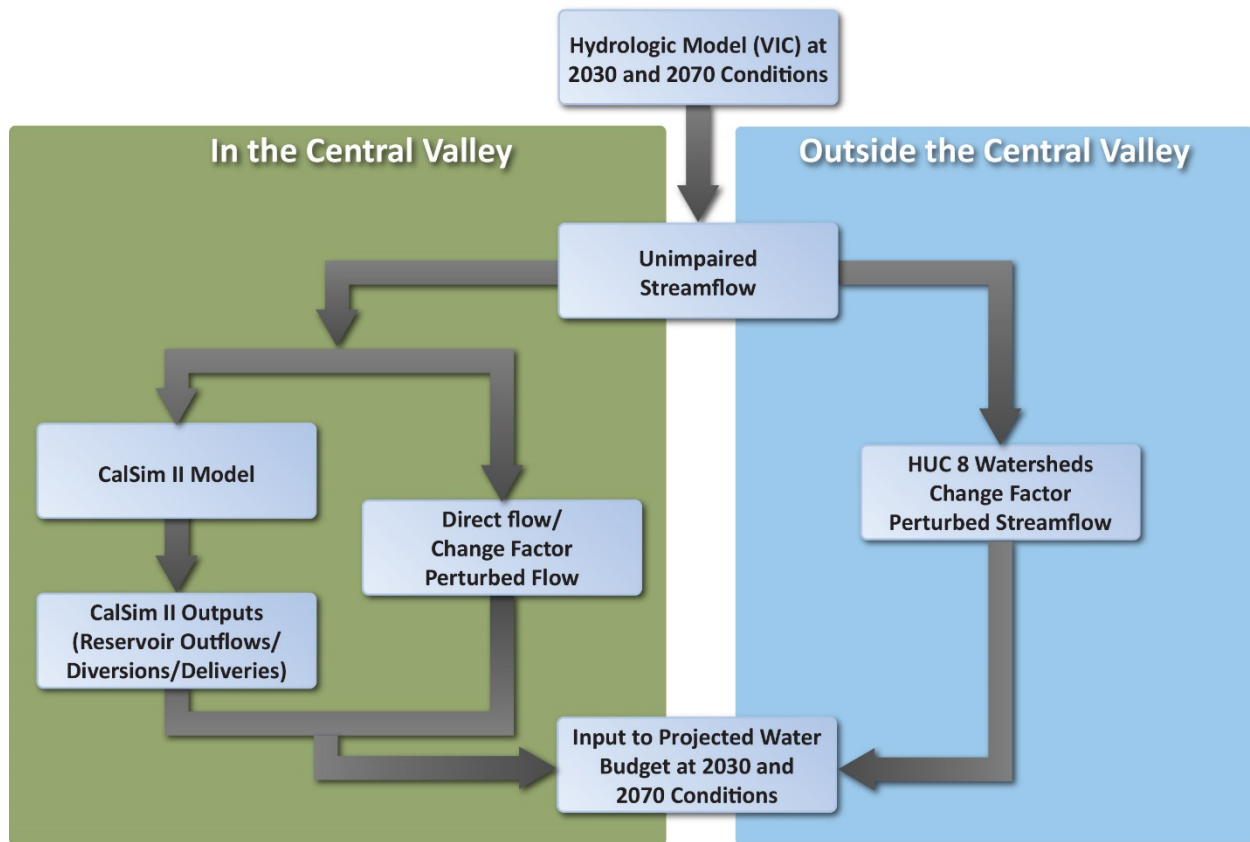 Hydrologic Model (VIC) at
2030 and 2070 Conditions
In the Central Valley
Outside the Central Valley
Unimpaired
Streamflow
CalSim II Model
Direct flow/
Change Factor
Perturbed Flow
HUC 8 Watersheds
Change Factor
Perturbed Streamflow
CalSim II Outputs
(Reservoir Outflows/
Diversions/Deliveries)
Input to Projected Water
Budget at 2030 and
2070 Conditions